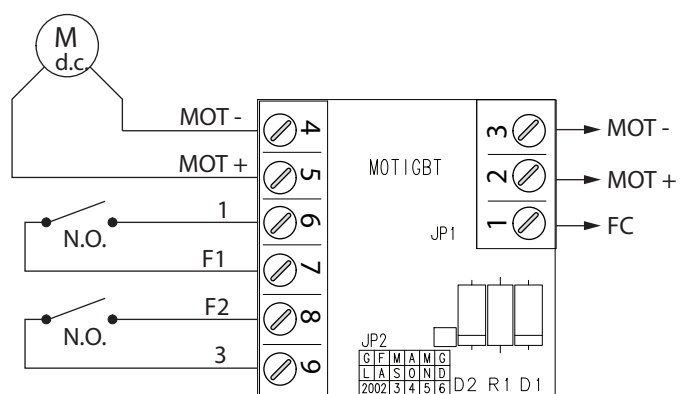 M
d.c.
MOT -
4
MOT +
5
1
6
N.O.
F1
7
F2
8
N.O.
3
9
MOTIGBT
3
MOT -
2
MOT +
1
FC
JP1
JP2
G F M A M G
L A S O N D
2002 3 4 5 6
D2 R1 D1